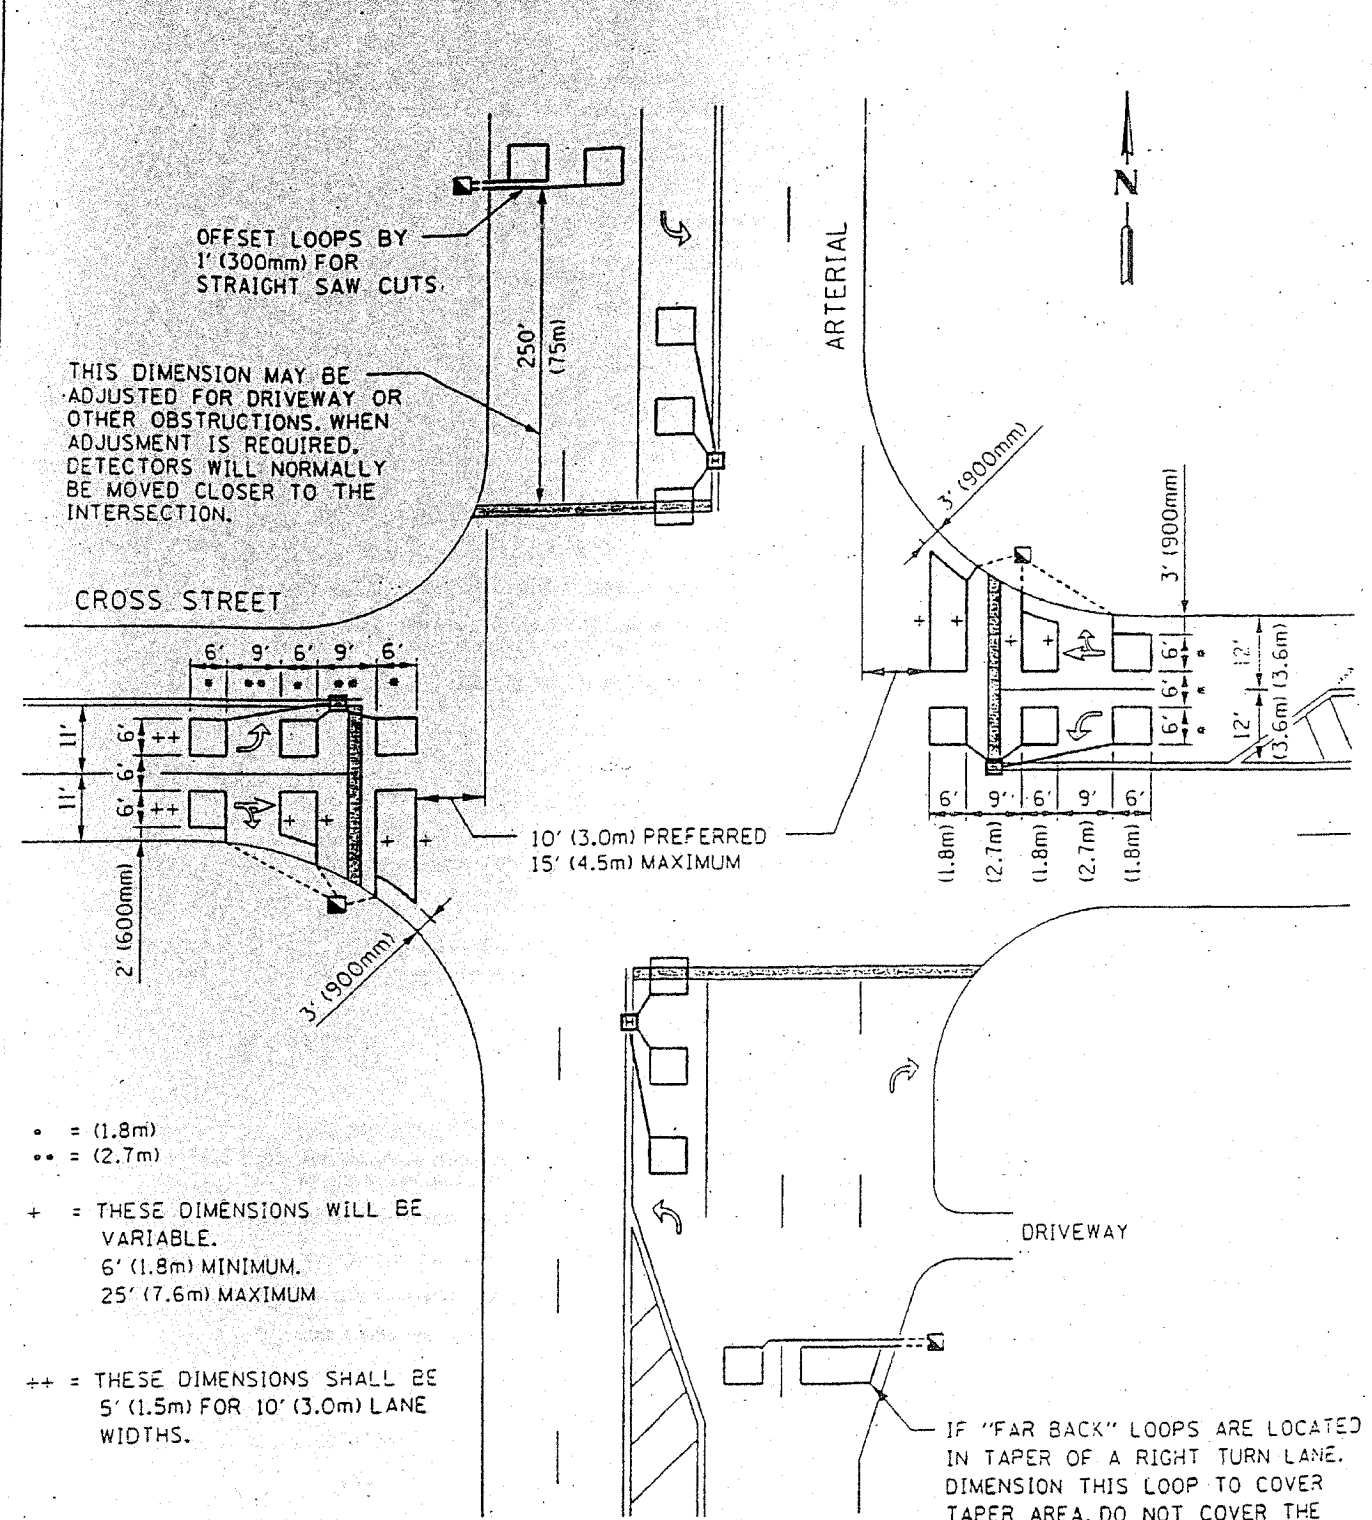 N
ARTERIAL
OFFSET LOOPS BY
1' (300mm) FOR
STRAIGHT SAW CUTS.
250'
(75m)
THIS DIMENSION MAY BE
ADJUSTED FOR DRIVEWAY OR
OTHER OBSTRUCTIONS. WHEN
ADJUSMENT IS REQUIRED.
DETECTORS WILL NORMALLY
BE MOVED CLOSER TO THE
INTERSECTION.
3' (900mm)
3' (900mm)
CROSS STREET
6' 9' 6' 9' 6'
• •• • •• •
11'
6' ++
6'
11'
6' ++
+ +
+ +
2' (600mm)
3' (900mm)
10' (3.0m) PREFERRED
15' (4.5m) MAXIMUM
+ +
+ +
6' •
6' •
6' •
12'
(3.6m)
12'
(3.6m)
6' 9' 6' 9' 6'
(1.8m) (2.7m) (1.8m) (2.7m) (1.8m)
• = (1.8m)
•• = (2.7m)
+ = THESE DIMENSIONS WILL BE
VARIABLE.
6' (1.8m) MINIMUM.
25' (7.6m) MAXIMUM
++ = THESE DIMENSIONS SHALL BE
5' (1.5m) FOR 10' (3.0m) LANE
WIDTHS.
DRIVEWAY
IF "FAR BACK" LOOPS ARE LOCATED
IN TAPER OF A RIGHT TURN LANE.
DIMENSION THIS LOOP TO COVER
TAPER AREA. DO NOT COVER THE